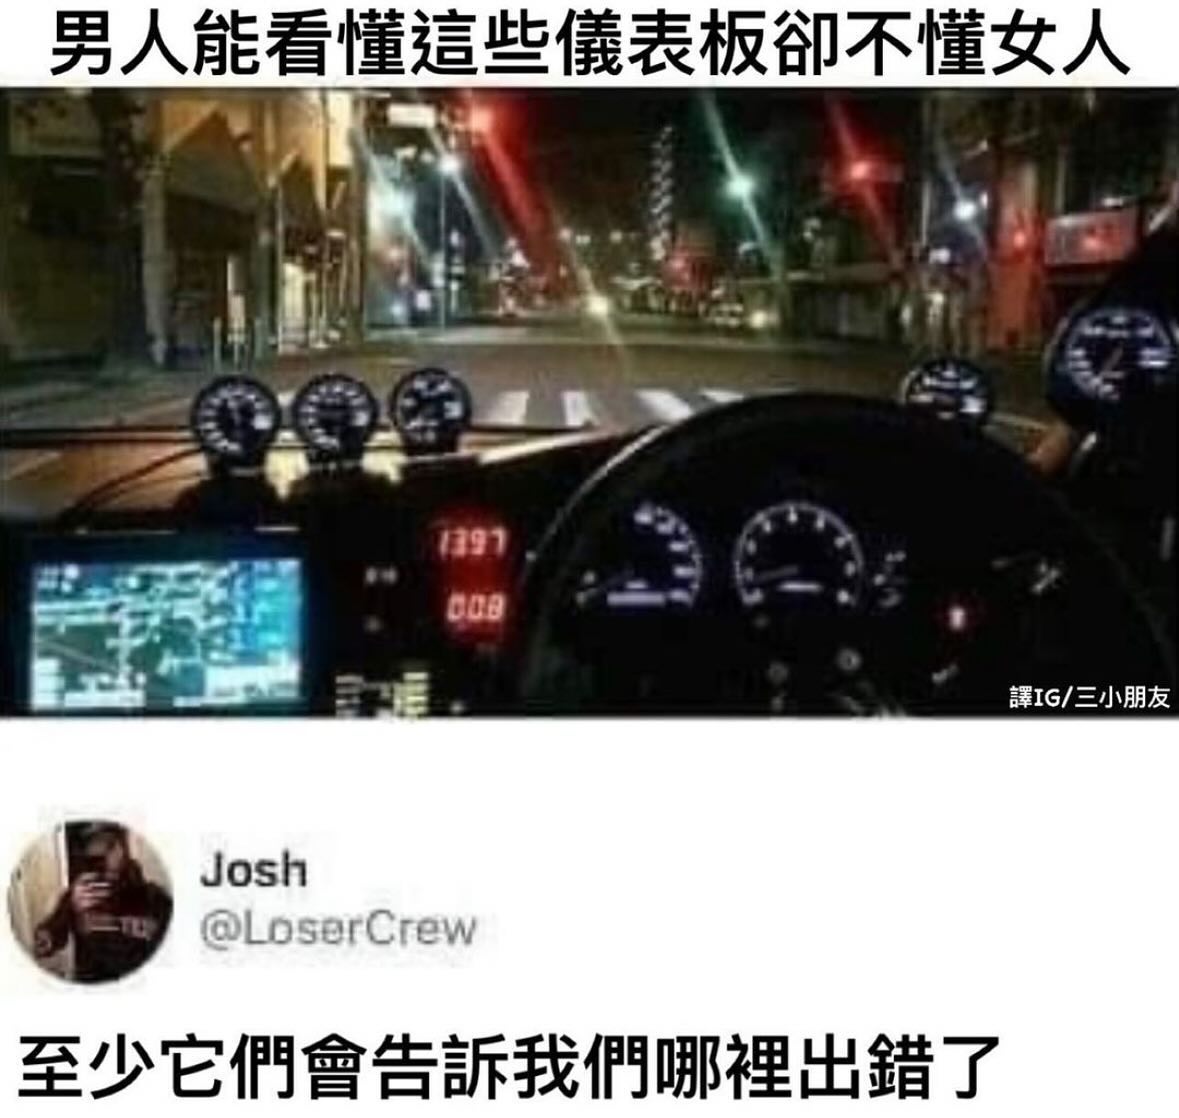 男人能看懂這些儀表板卻不懂女人
1397
008
譯IG/三小朋友
Josh
@LoserCrew
至少它們會告訴我們哪裡出錯了